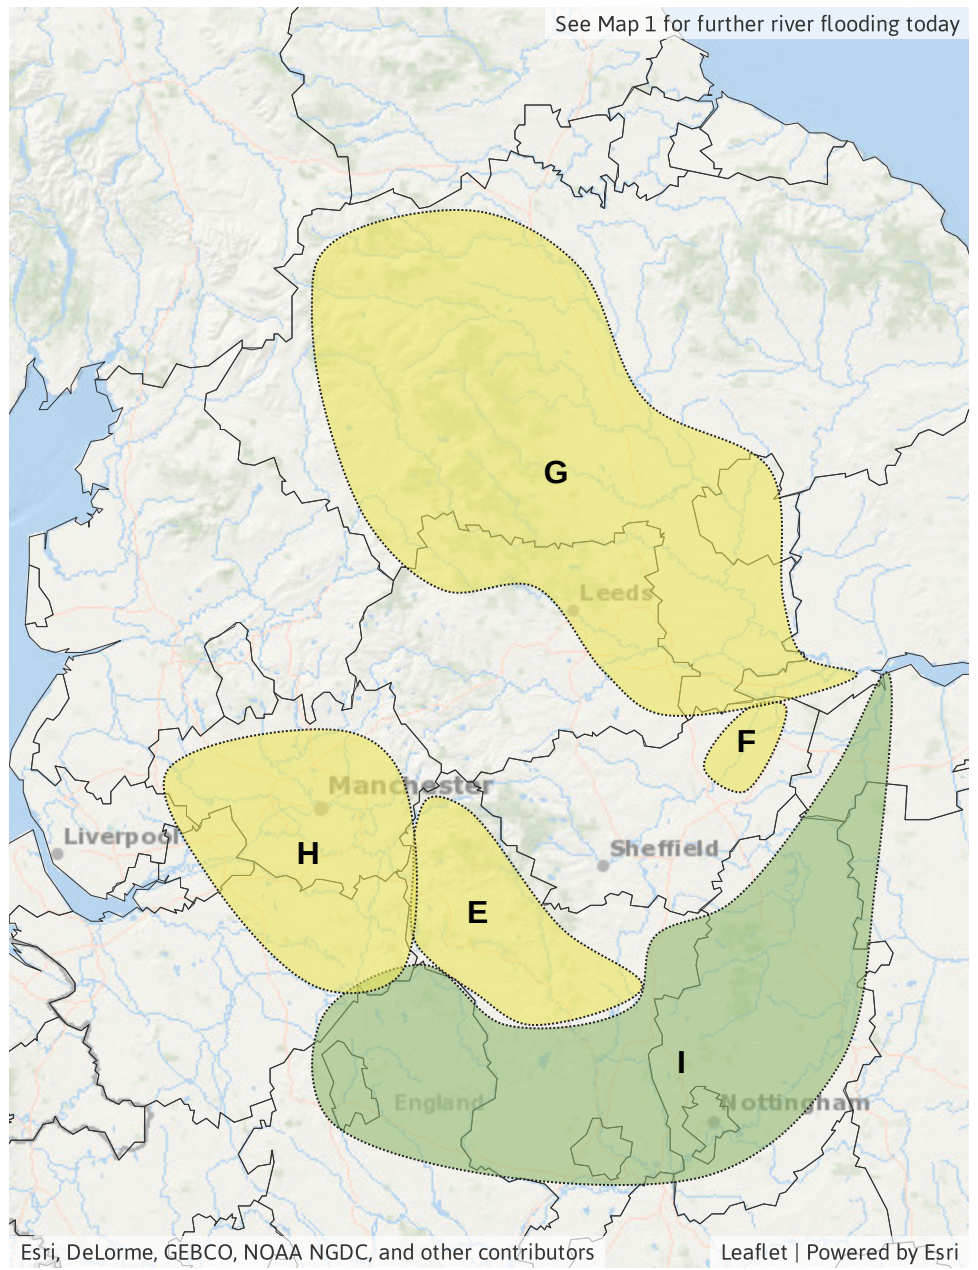 See Map 1 for further river flooding today
G
Leeds
F
Manchester
Liverpool
H
Sheffield
E
I
England
Nottingham
Esri, DeLorme, GEBCO, NOAA NGDC, and other contributors
Leaflet | Powered by Esri